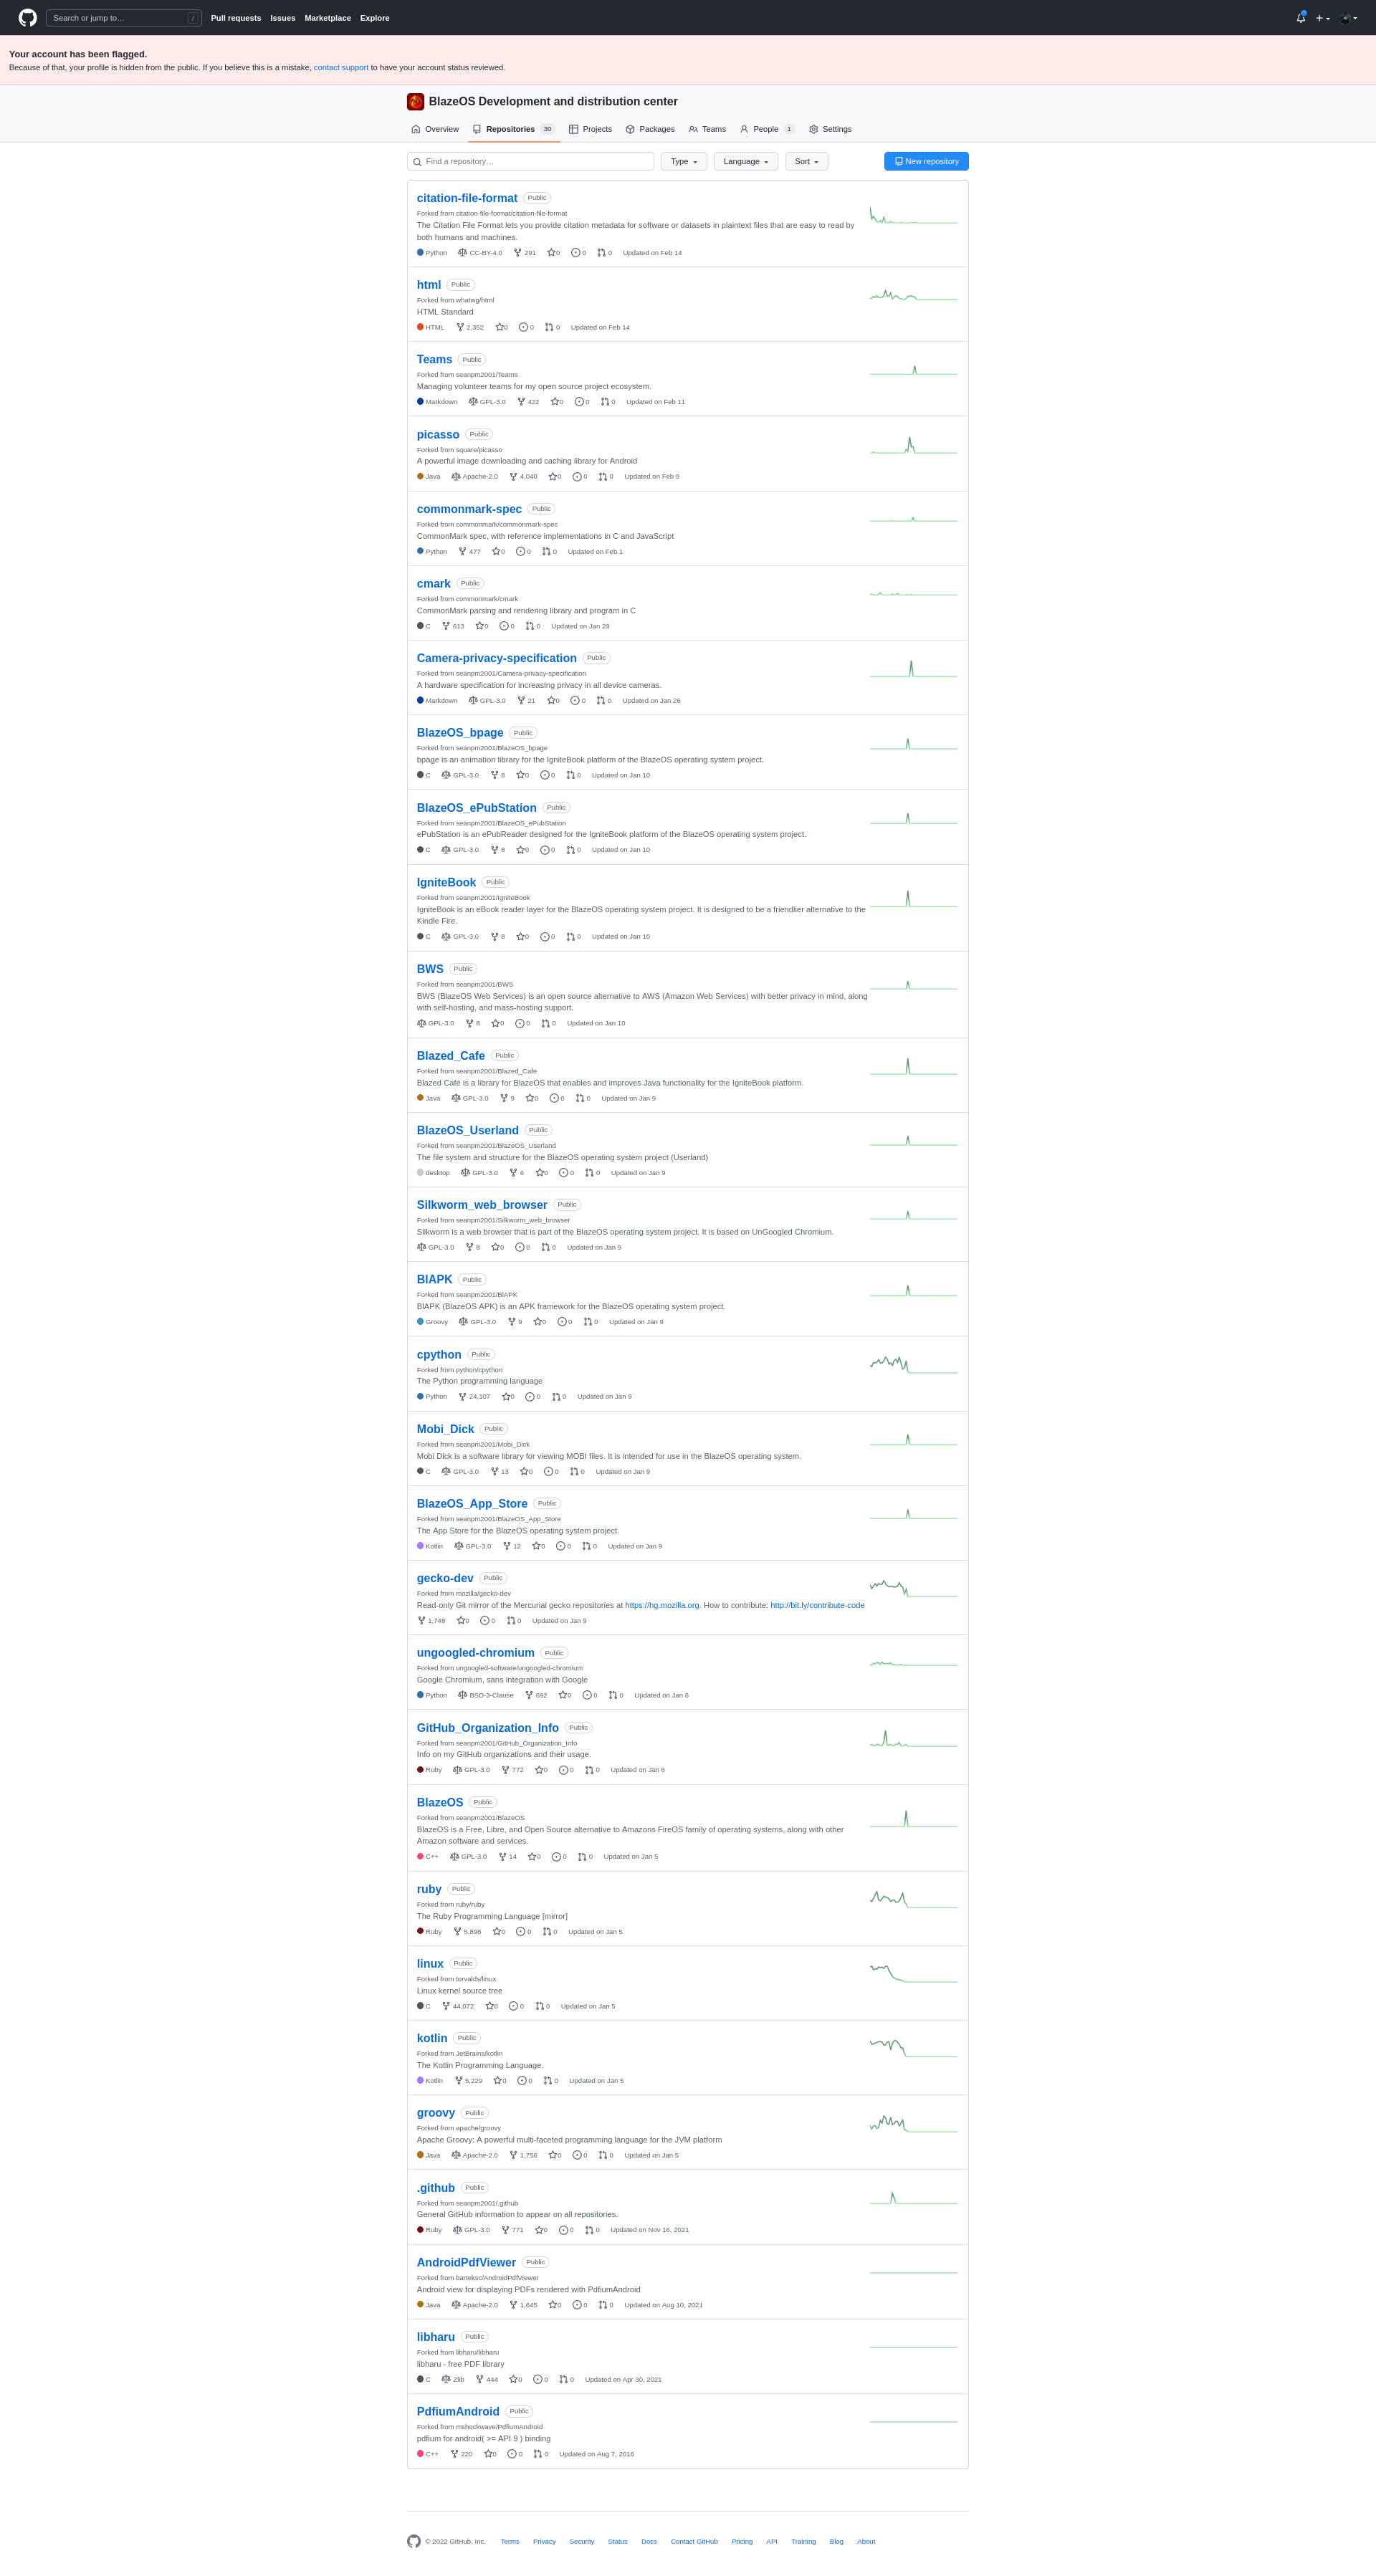 Search or jump to… /
Pull requests Issues Marketplace Explore
Your account has been flagged.
Because of that, your profile is hidden from the public. If you believe this is a mistake, contact support to have your account status reviewed.
BlazeOS Development and distribution center
Overview Repositories 30 Projects Packages Teams People 1 Settings
Find a repository… Type Language Sort New repository
citation-file-format Public
Forked from citation-file-format/citation-file-format
The Citation File Format lets you provide citation metadata for software or datasets in plaintext files that are easy to read by
both humans and machines.
Python CC-BY-4.0 291 0 0 0 Updated on Feb 14
html Public
Forked from whatwg/html
HTML Standard
HTML 2,352 0 0 0 Updated on Feb 14
Teams Public
Forked from seanpm2001/Teams
Managing volunteer teams for my open source project ecosystem.
Markdown GPL-3.0 422 0 0 0 Updated on Feb 11
picasso Public
Forked from square/picasso
A powerful image downloading and caching library for Android
Java Apache-2.0 4,040 0 0 0 Updated on Feb 9
commonmark-spec Public
Forked from commonmark/commonmark-spec
CommonMark spec, with reference implementations in C and JavaScript
Python 477 0 0 0 Updated on Feb 1
cmark Public
Forked from commonmark/cmark
CommonMark parsing and rendering library and program in C
C 613 0 0 0 Updated on Jan 29
Camera-privacy-specification Public
Forked from seanpm2001/Camera-privacy-specification
A hardware specification for increasing privacy in all device cameras.
Markdown GPL-3.0 21 0 0 0 Updated on Jan 26
BlazeOS_bpage Public
Forked from seanpm2001/BlazeOS_bpage
bpage is an animation library for the IgniteBook platform of the BlazeOS operating system project.
C GPL-3.0 8 0 0 0 Updated on Jan 10
BlazeOS_ePubStation Public
Forked from seanpm2001/BlazeOS_ePubStation
ePubStation is an ePubReader designed for the IgniteBook platform of the BlazeOS operating system project.
C GPL-3.0 8 0 0 0 Updated on Jan 10
IgniteBook Public
Forked from seanpm2001/IgniteBook
IgniteBook is an eBook reader layer for the BlazeOS operating system project. It is designed to be a friendlier alternative to the
Kindle Fire.
C GPL-3.0 8 0 0 0 Updated on Jan 10
BWS Public
Forked from seanpm2001/BWS
BWS (BlazeOS Web Services) is an open source alternative to AWS (Amazon Web Services) with better privacy in mind, along
with self-hosting, and mass-hosting support.
GPL-3.0 8 0 0 0 Updated on Jan 10
Blazed_Cafe Public
Forked from seanpm2001/Blazed_Cafe
Blazed Café is a library for BlazeOS that enables and improves Java functionality for the IgniteBook platform.
Java GPL-3.0 9 0 0 0 Updated on Jan 9
BlazeOS_Userland Public
Forked from seanpm2001/BlazeOS_Userland
The file system and structure for the BlazeOS operating system project (Userland)
desktop GPL-3.0 6 0 0 0 Updated on Jan 9
Silkworm_web_browser Public
Forked from seanpm2001/Silkworm_web_browser
Silkworm is a web browser that is part of the BlazeOS operating system project. It is based on UnGoogled Chromium.
GPL-3.0 8 0 0 0 Updated on Jan 9
BlAPK Public
Forked from seanpm2001/BlAPK
BlAPK (BlazeOS APK) is an APK framework for the BlazeOS operating system project.
Groovy GPL-3.0 9 0 0 0 Updated on Jan 9
cpython Public
Forked from python/cpython
The Python programming language
Python 24,107 0 0 0 Updated on Jan 9
Mobi_Dick Public
Forked from seanpm2001/Mobi_Dick
Mobi Dick is a software library for viewing MOBI files. It is intended for use in the BlazeOS operating system.
C GPL-3.0 13 0 0 0 Updated on Jan 9
BlazeOS_App_Store Public
Forked from seanpm2001/BlazeOS_App_Store
The App Store for the BlazeOS operating system project.
Kotlin GPL-3.0 12 0 0 0 Updated on Jan 9
gecko-dev Public
Forked from mozilla/gecko-dev
Read-only Git mirror of the Mercurial gecko repositories at https://hg.mozilla.org. How to contribute: http://bit.ly/contribute-code
1,748 0 0 0 Updated on Jan 9
ungoogled-chromium Public
Forked from ungoogled-software/ungoogled-chromium
Google Chromium, sans integration with Google
Python BSD-3-Clause 692 0 0 0 Updated on Jan 6
GitHub_Organization_Info Public
Forked from seanpm2001/GitHub_Organization_Info
Info on my GitHub organizations and their usage.
Ruby GPL-3.0 772 0 0 0 Updated on Jan 6
BlazeOS Public
Forked from seanpm2001/BlazeOS
BlazeOS is a Free, Libre, and Open Source alternative to Amazons FireOS family of operating systems, along with other
Amazon software and services.
C++ GPL-3.0 14 0 0 0 Updated on Jan 5
ruby Public
Forked from ruby/ruby
The Ruby Programming Language [mirror]
Ruby 5,898 0 0 0 Updated on Jan 5
linux Public
Forked from torvalds/linux
Linux kernel source tree
C 44,072 0 0 0 Updated on Jan 5
kotlin Public
Forked from JetBrains/kotlin
The Kotlin Programming Language.
Kotlin 5,229 0 0 0 Updated on Jan 5
groovy Public
Forked from apache/groovy
Apache Groovy: A powerful multi-faceted programming language for the JVM platform
Java Apache-2.0 1,756 0 0 0 Updated on Jan 5
.github Public
Forked from seanpm2001/.github
General GitHub information to appear on all repositories.
Ruby GPL-3.0 771 0 0 0 Updated on Nov 16, 2021
AndroidPdfViewer Public
Forked from barteksc/AndroidPdfViewer
Android view for displaying PDFs rendered with PdfiumAndroid
Java Apache-2.0 1,645 0 0 0 Updated on Aug 10, 2021
libharu Public
Forked from libharu/libharu
libharu - free PDF library
C Zlib 444 0 0 0 Updated on Apr 30, 2021
PdfiumAndroid Public
Forked from mshockwave/PdfiumAndroid
pdfium for android( >= API 9 ) binding
C++ 220 0 0 0 Updated on Aug 7, 2016
© 2022 GitHub, Inc. Terms Privacy Security Status Docs Contact GitHub Pricing API Training Blog About